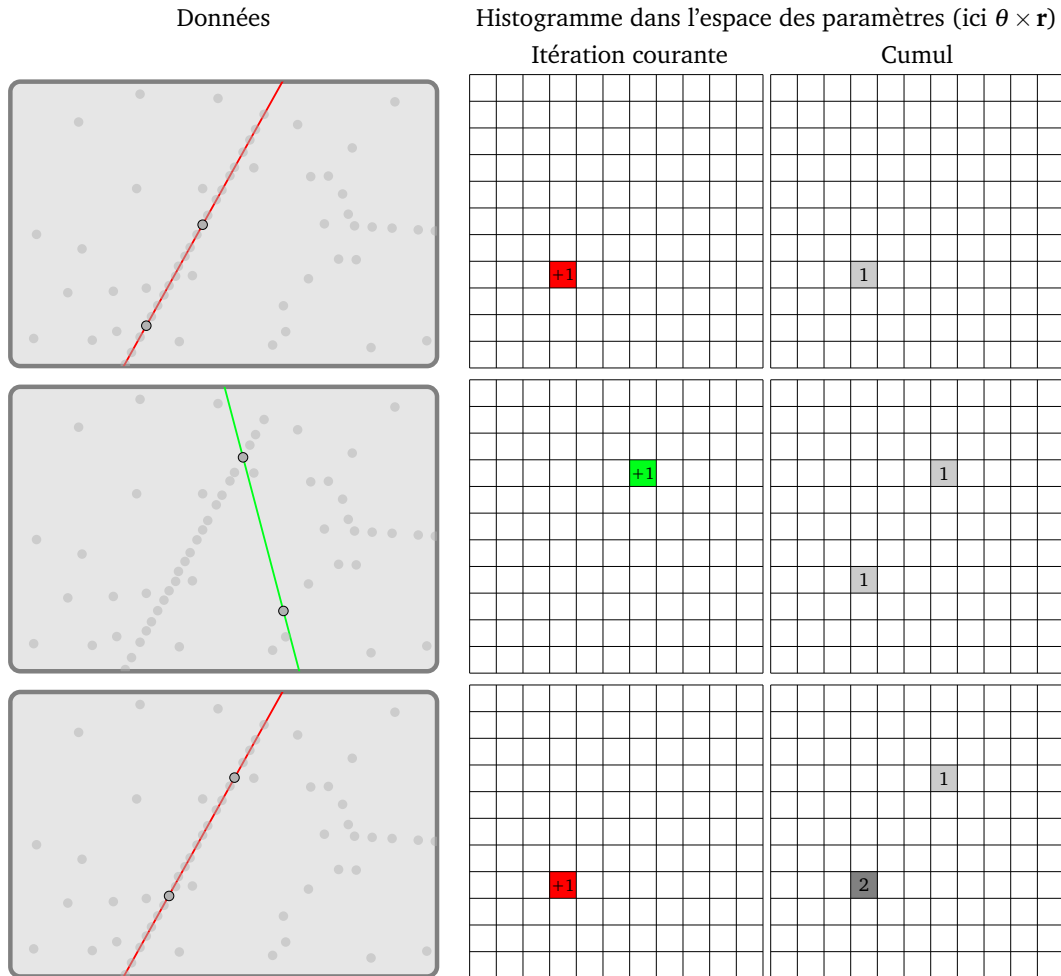 Données
Histogramme dans l'espace des paramètres (ici θ × r)
Itération courante
Cumul
+1
1
+1
1
1
1
+1
2